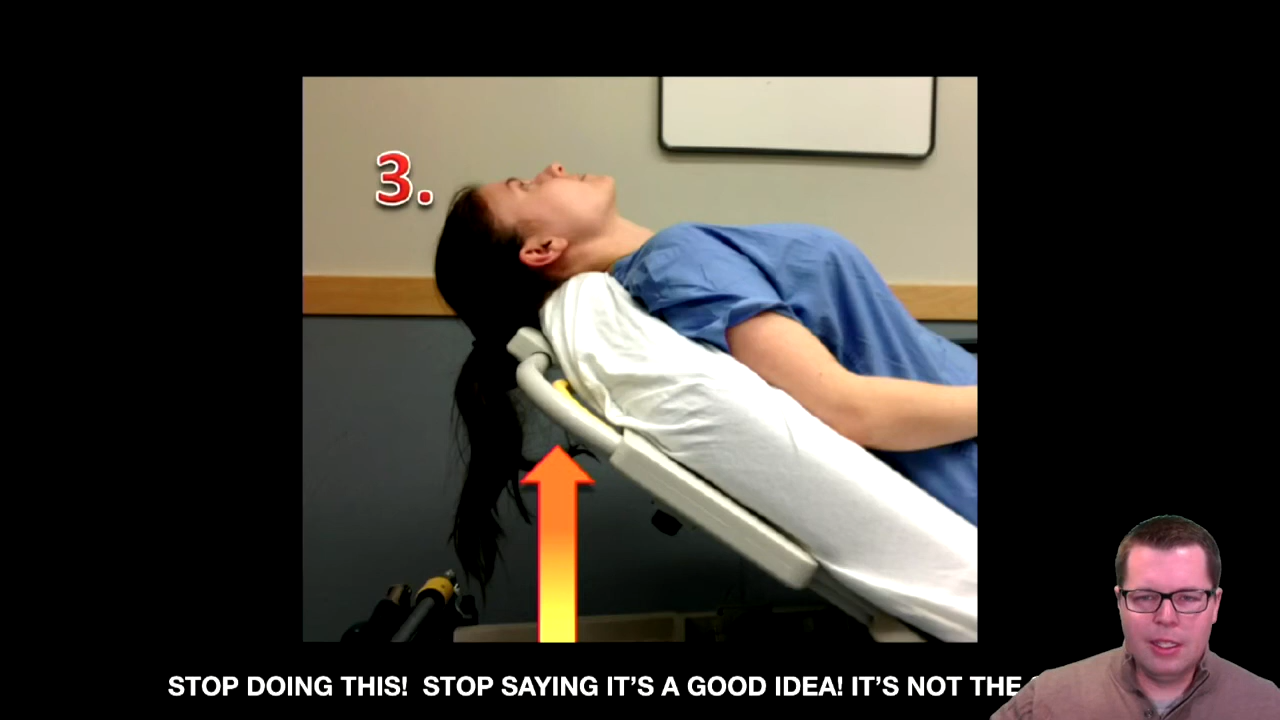 3.
STOP DOING THIS! STOP SAYING IT'S A GOOD IDEA! IT'S NOT THE